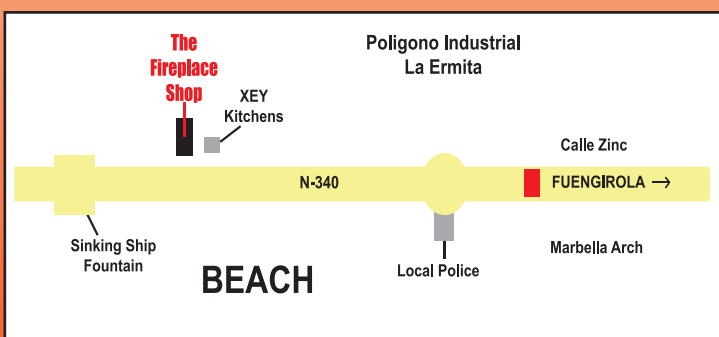 The
Fireplace
Shop
XEY
Kitchens
Poligono Industrial
La Ermita
Calle Zinc
N-340
FUENGIROLA →
Sinking Ship
Fountain
BEACH
Local Police
Marbella Arch